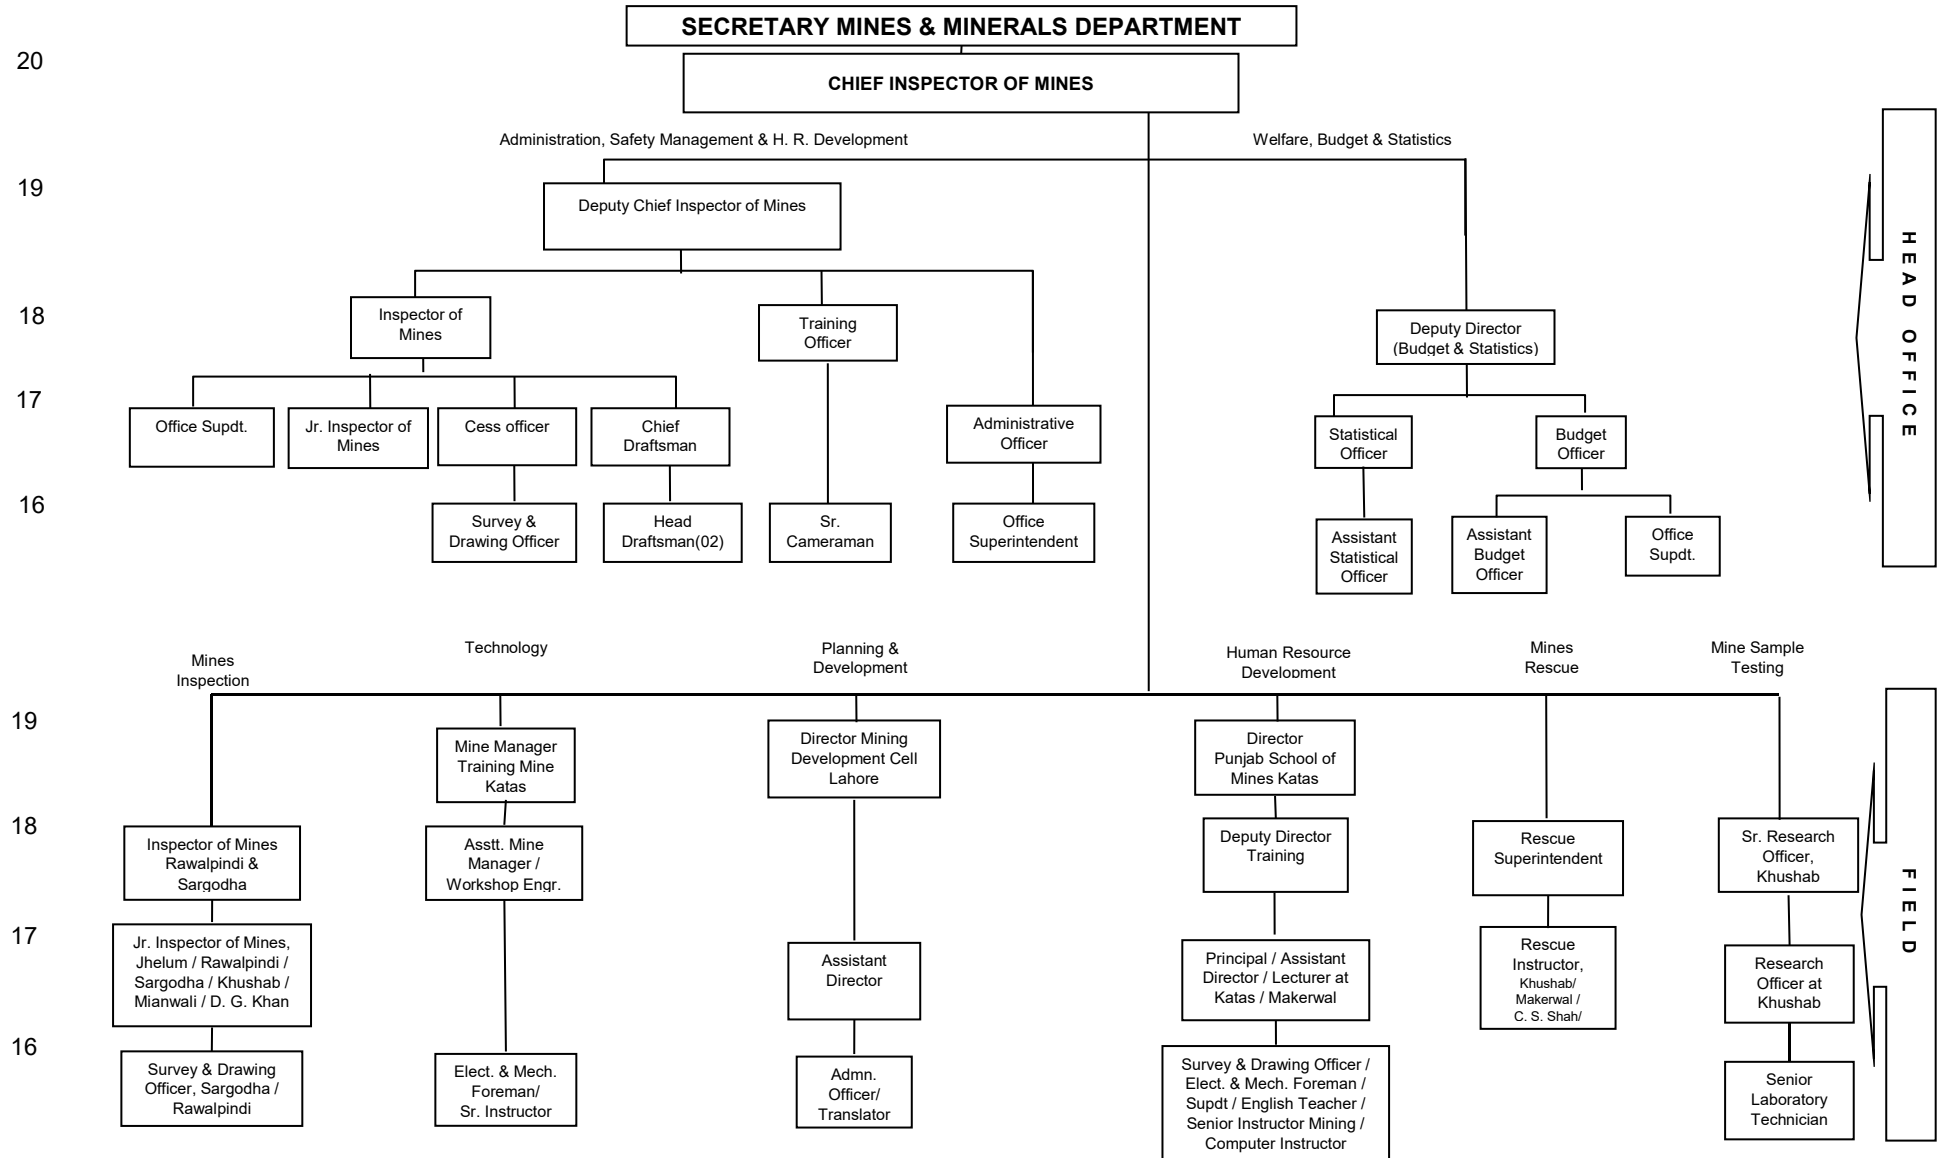 SECRETARY MINES & MINERALS DEPARTMENT
20
CHIEF INSPECTOR OF MINES
Administration, Safety Management & H. R. Development
Welfare, Budget & Statistics
19
Deputy Chief Inspector of Mines
HEAD OFFICE
18
Inspector of
Mines
Training
Officer
Deputy Director
(Budget & Statistics)
17
Office Supdt.
Jr. Inspector of
Mines
Cess officer
Chief
Draftsman
Administrative
Officer
Statistical
Officer
Budget
Officer
16
Survey &
Drawing Officer
Head
Draftsman(02)
Sr.
Cameraman
Office
Superintendent
Assistant
Statistical
Officer
Assistant
Budget
Officer
Office
Supdt.
Mines
Inspection
Technology
Planning &
Development
Human Resource
Development
Mines
Rescue
Mine Sample
Testing
19
Mine Manager
Training Mine
Katas
Director Mining
Development Cell
Lahore
Director
Punjab School of
Mines Katas
FIELD
18
Inspector of Mines
Rawalpindi &
Sargodha
Asstt. Mine
Manager /
Workshop Engr.
Deputy Director
Training
Rescue
Superintendent
Sr. Research
Officer,
Khushab
17
Jr. Inspector of Mines,
Jhelum / Rawalpindi /
Sargodha / Khushab /
Mianwali / D. G. Khan
Assistant
Director
Principal / Assistant
Director / Lecturer at
Katas / Makerwal
Rescue
Instructor,
Khushab/
Makerwal /
C. S. Shah/
Research
Officer at
Khushab
16
Survey & Drawing
Officer, Sargodha /
Rawalpindi
Elect. & Mech.
Foreman/
Sr. Instructor
Admn.
Officer/
Translator
Survey & Drawing Officer /
Elect. & Mech. Foreman /
Supdt / English Teacher /
Senior Instructor Mining /
Computer Instructor
Senior
Laboratory
Technician